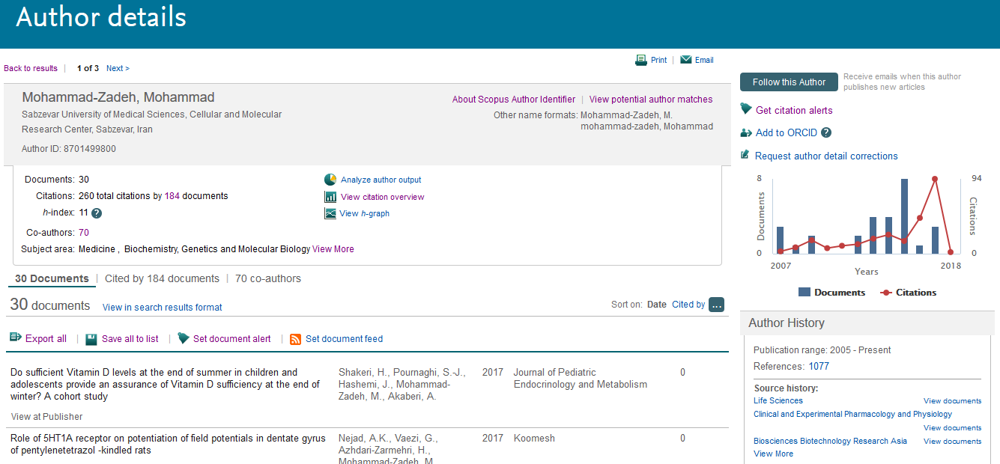 Author details
Back to results | 1 of 3 Next >
Print | Email
Mohammad-Zadeh, Mohammad
Sabzevar University of Medical Sciences, Cellular and Molecular
Research Center, Sabzevar, Iran
Author ID: 8701499800
About Scopus Author Identifier | View potential author matches
Other name formats: Mohammad-Zadeh, M.
mohammad-zadeh, Mohammad
Documents: 30
Citations: 260 total citations by 184 documents
h-index: 11 ?
Co-authors: 70
Subject area: Medicine , Biochemistry, Genetics and Molecular Biology View More
Analyze author output
View citation overview
View h-graph
30 Documents | Cited by 184 documents | 70 co-authors
30 documents View in search results format
Sort on: Date Cited by ...
Export all | Save all to list | Set document alert | Set document feed
Do sufficient Vitamin D levels at the end of summer in children and
adolescents provide an assurance of Vitamin D sufficiency at the end of
winter? A cohort study
Shakeri, H., Pournaghi, S.-J.,
Hashemi, J., Mohammad-
Zadeh, M., Akaberi, A.
2017
Journal of Pediatric
Endocrinology and Metabolism
0
View at Publisher
Role of 5HT1A receptor on potentiation of field potentials in dentate gyrus
of pentylenetetrazol -kindled rats
Nejad, A.K., Vaezi, G.,
Azhdari-Zarmehri, H.,
Mohammad-Zadeh, M.
2017
Koomesh
0
Follow this Author
Receive emails when this author
publishes new articles
Get citation alerts
Add to ORCID ?
Request author detail corrections
8
94
Documents
Citations
0
0
2007
2018
Years
Documents Citations
Author History
Publication range: 2005 - Present
References: 1077
Source history:
Life Sciences View documents
Clinical and Experimental Pharmacology and Physiology
View documents
Biosciences Biotechnology Research Asia View documents
View More